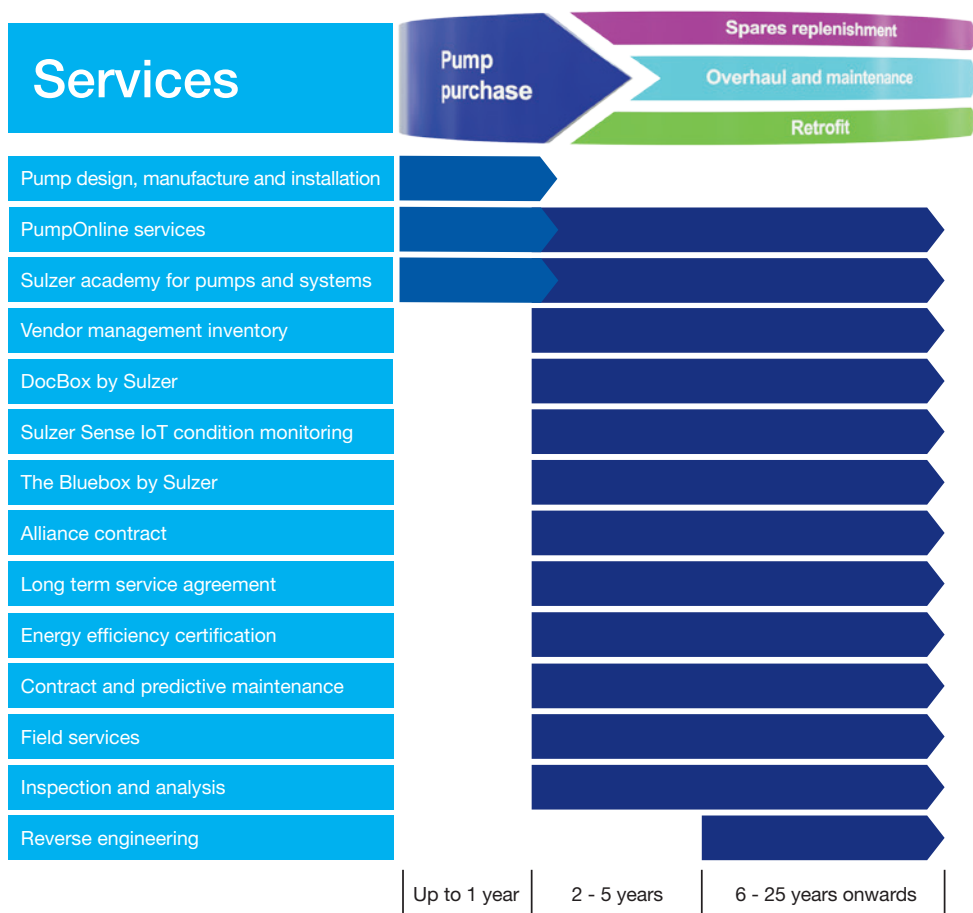 Services
Pump
purchase
Spares replenishment
Overhaul and maintenance
Retrofit
Pump design, manufacture and installation
PumpOnline services
Sulzer academy for pumps and systems
Vendor management inventory
DocBox by Sulzer
Sulzer Sense IoT condition monitoring
The Bluebox by Sulzer
Alliance contract
Long term service agreement
Energy efficiency certification
Contract and predictive maintenance
Field services
Inspection and analysis
Reverse engineering
Up to 1 year
2 - 5 years
6 - 25 years onwards